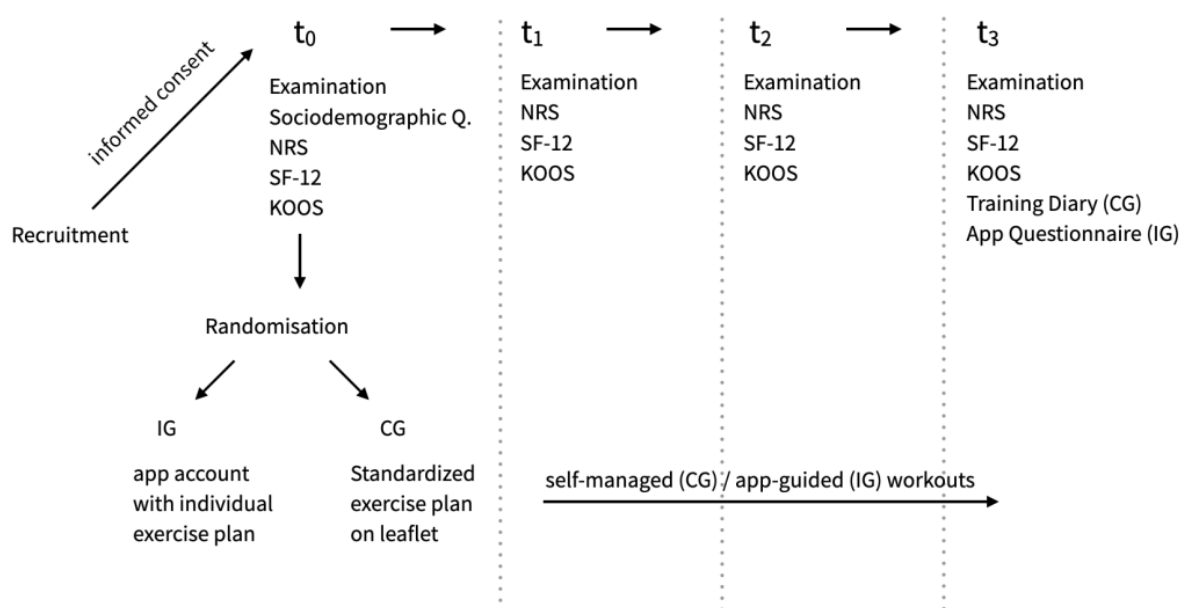 t0
t1
t2
t3
informed consent
Recruitment
Examination
Sociodemographic Q.
NRS
SF-12
KOOS
Examination
NRS
SF-12
KOOS
Examination
NRS
SF-12
KOOS
Examination
NRS
SF-12
KOOS
Training Diary (CG)
App Questionnaire (IG)
Randomisation
IG
app account
with individual
exercise plan
CG
Standardized
exercise plan
on leaflet
self-managed (CG) / app-guided (IG) workouts